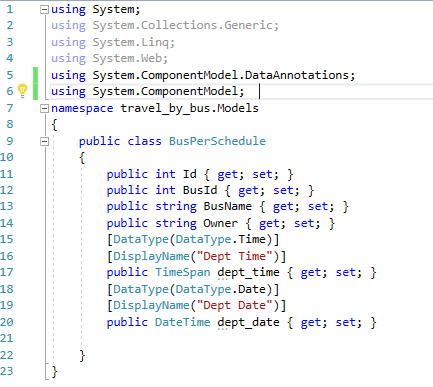 1 using System;
2 using System.Collections.Generic;
3 using System.Linq;
4 using System.Web;
5 using System.ComponentModel.DataAnnotations;
6 using System.ComponentModel;
7 namespace travel_by_bus.Models
8 {
9 public class BusPerSchedule
10 {
11 public int Id { get; set; }
12 public int BusId { get; set; }
13 public string BusName { get; set; }
14 public string Owner { get; set; }
15 [DataType(DataType.Time)]
16 [DisplayName("Dept Time")]
17 public TimeSpan dept_time { get; set; }
18 [DataType(DataType.Date)]
19 [DisplayName("Dept Date")]
20 public DateTime dept_date { get; set; }
21
22 }
23 }